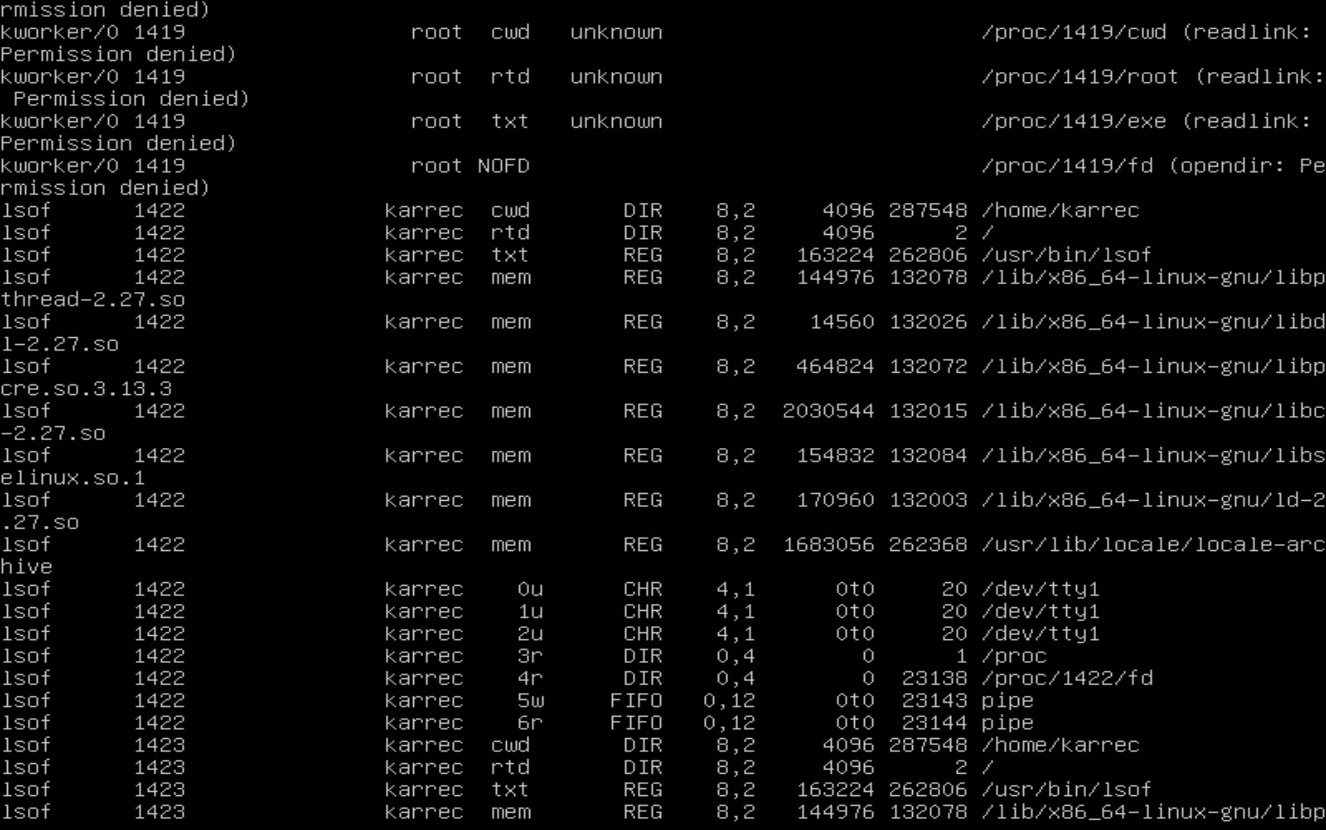 rmission denied)
kworker/0 1419                 root  cwd   unknown                        /proc/1419/cwd (readlink:
Permission denied)
kworker/0 1419                 root  rtd   unknown                        /proc/1419/root (readlink:
 Permission denied)
kworker/0 1419                 root  txt   unknown                        /proc/1419/exe (readlink:
Permission denied)
kworker/0 1419                 root NOFD                                  /proc/1419/fd (opendir: Pe
rmission denied)
lsof      1422               karrec  cwd       DIR    8,2     4096 287548 /home/karrec
lsof      1422               karrec  rtd       DIR    8,2     4096      2 /
lsof      1422               karrec  txt       REG    8,2   163224 262806 /usr/bin/lsof
lsof      1422               karrec  mem       REG    8,2   144976 132078 /lib/x86_64-linux-gnu/libp
thread-2.27.so
lsof      1422               karrec  mem       REG    8,2    14560 132026 /lib/x86_64-linux-gnu/libd
l-2.27.so
lsof      1422               karrec  mem       REG    8,2   464824 132072 /lib/x86_64-linux-gnu/libp
cre.so.3.13.3
lsof      1422               karrec  mem       REG    8,2  2030544 132015 /lib/x86_64-linux-gnu/libc
-2.27.so
lsof      1422               karrec  mem       REG    8,2   154832 132084 /lib/x86_64-linux-gnu/libs
elinux.so.1
lsof      1422               karrec  mem       REG    8,2   170960 132003 /lib/x86_64-linux-gnu/ld-2
.27.so
lsof      1422               karrec  mem       REG    8,2  1683056 262368 /usr/lib/locale/locale-arc
hive
lsof      1422               karrec    0u      CHR    4,1      0t0     20 /dev/tty1
lsof      1422               karrec    1u      CHR    4,1      0t0     20 /dev/tty1
lsof      1422               karrec    2u      CHR    4,1      0t0     20 /dev/tty1
lsof      1422               karrec    3r      DIR    0,4        0      1 /proc
lsof      1422               karrec    4r      DIR    0,4        0  23138 /proc/1422/fd
lsof      1422               karrec    5w     FIFO   0,12      0t0  23143 pipe
lsof      1422               karrec    6r     FIFO   0,12      0t0  23144 pipe
lsof      1423               karrec  cwd       DIR    8,2     4096 287548 /home/karrec
lsof      1423               karrec  rtd       DIR    8,2     4096      2 /
lsof      1423               karrec  txt       REG    8,2   163224 262806 /usr/bin/lsof
lsof      1423               karrec  mem       REG    8,2   144976 132078 /lib/x86_64-linux-gnu/libp